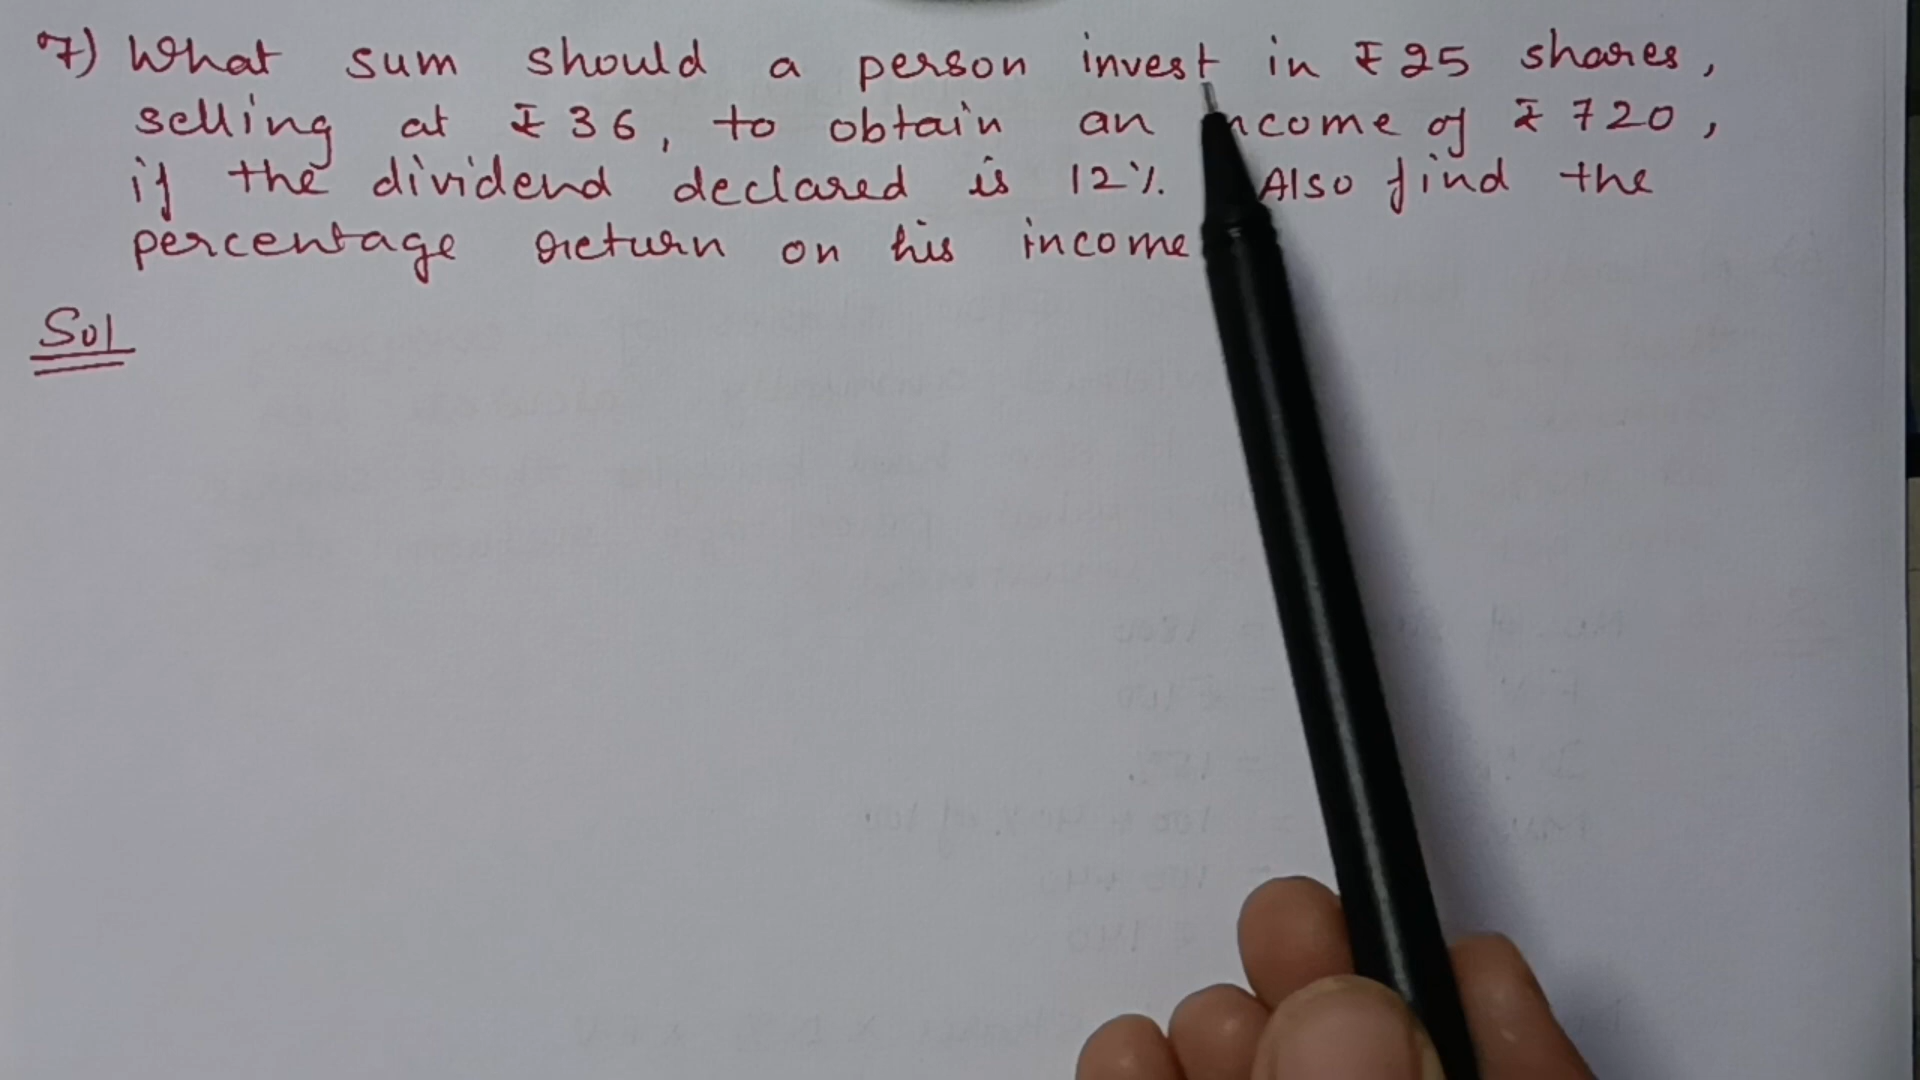 7) What sum should a person invest in ₹25 shares,
selling at ₹36, to obtain an income of ₹720,
if the dividend declared is 12%. Also find the
percentage return on his income
Sol